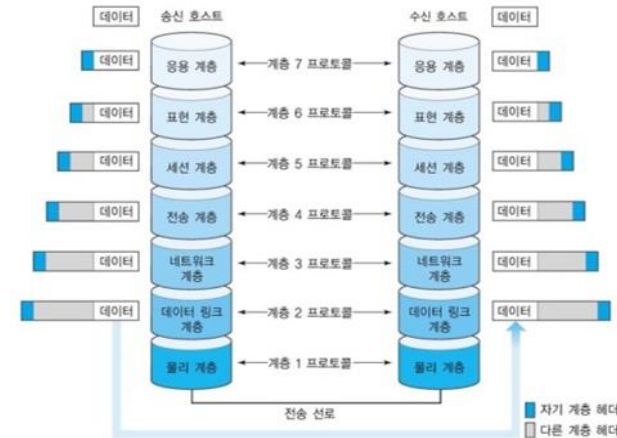 데이터 송신 호스트 수신 호스트 데이터
데이터 응용 계층 계층 7 프로토콜 응용 계층 데이터
데이터 표현 계층 계층 6 프로토콜 표현 계층 데이터
데이터 세션 계층 계층 5 프로토콜 세션 계층 데이터
데이터 전송 계층 계층 4 프로토콜 전송 계층 데이터
데이터 네트워크 계층 계층 3 프로토콜 네트워크 계층 데이터
데이터 데이터 링크 계층 계층 2 프로토콜 데이터 링크 계층 데이터
물리 계층 계층 1 프로토콜 물리 계층
전송 선로
자기 계층 헤더
다른 계층 헤더